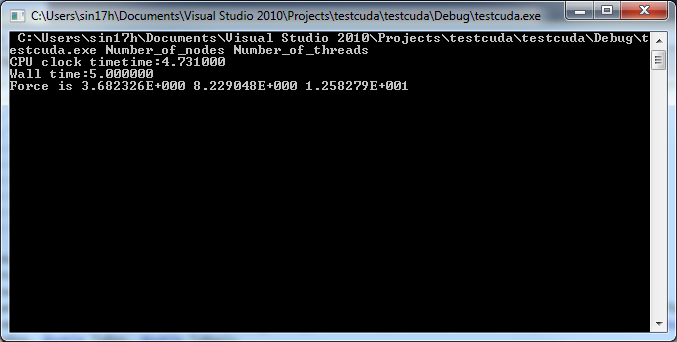 C:\Users\sin17h\Documents\Visual Studio 2010\Projects\testcuda\testcuda\Debug\testcuda.exe
C:\Users\sin17h\Documents\Visual Studio 2010\Projects\testcuda\testcuda\Debug\t
estcuda.exe Number_of_nodes Number_of_threads
CPU clock timetime:4.731000
Wall time:5.000000
Force is 3.682326E+000 8.229048E+000 1.258279E+001